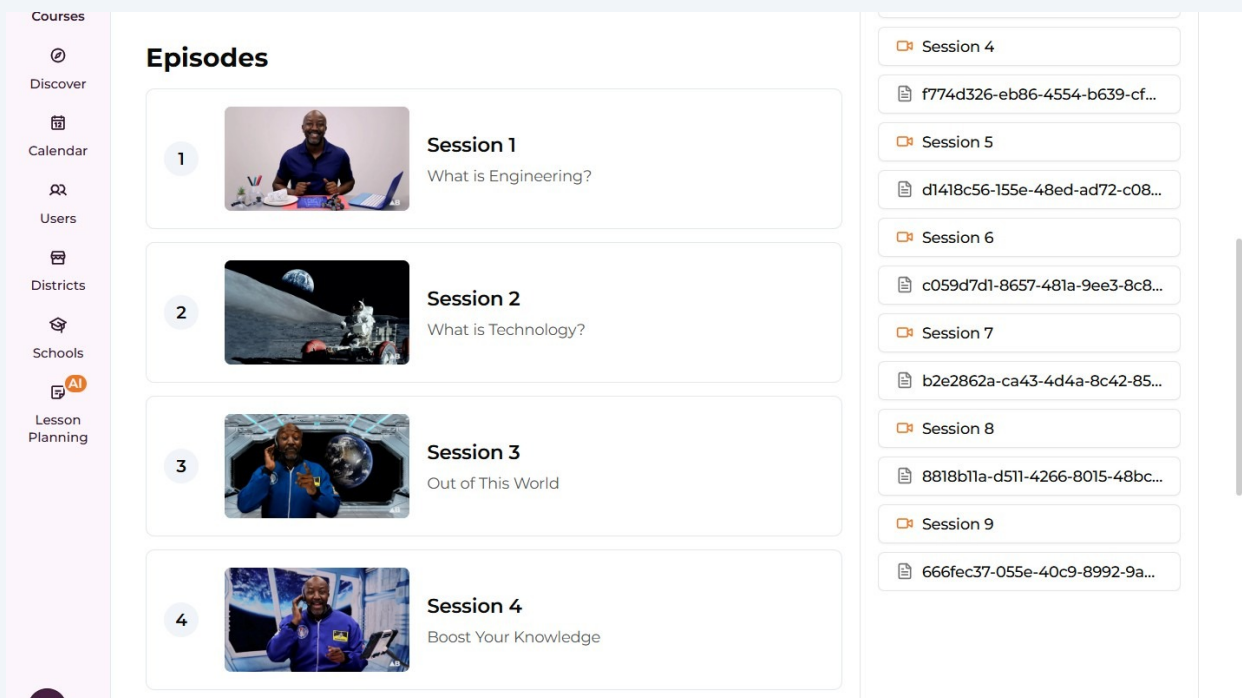 Courses
Discover
12
Calendar
Users
Districts
Schools
AI
Lesson
Planning
Episodes
1
Session 1
What is Engineering?
2
Session 2
What is Technology?
3
Session 3
Out of This World
4
Session 4
Boost Your Knowledge
Session 4
f774d326-eb86-4554-b639-cf...
Session 5
d1418c56-155e-48ed-ad72-c08...
Session 6
c059d7d1-8657-481a-9ee3-8c8...
Session 7
b2e2862a-ca43-4d4a-8c42-85...
Session 8
8818b11a-d511-4266-8015-48bc...
Session 9
666fec37-055e-40c9-8992-9a...